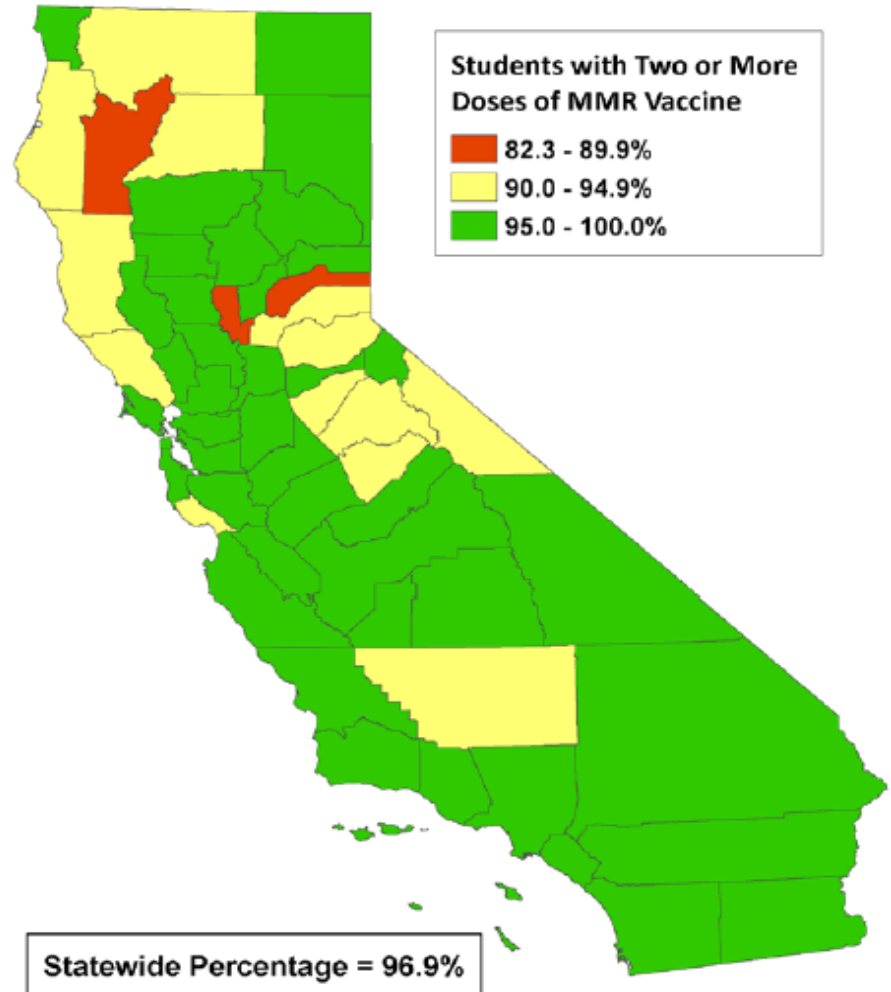 Students with Two or More
Doses of MMR Vaccine
82.3 - 89.9%
90.0 - 94.9%
95.0 - 100.0%
Statewide Percentage = 96.9%